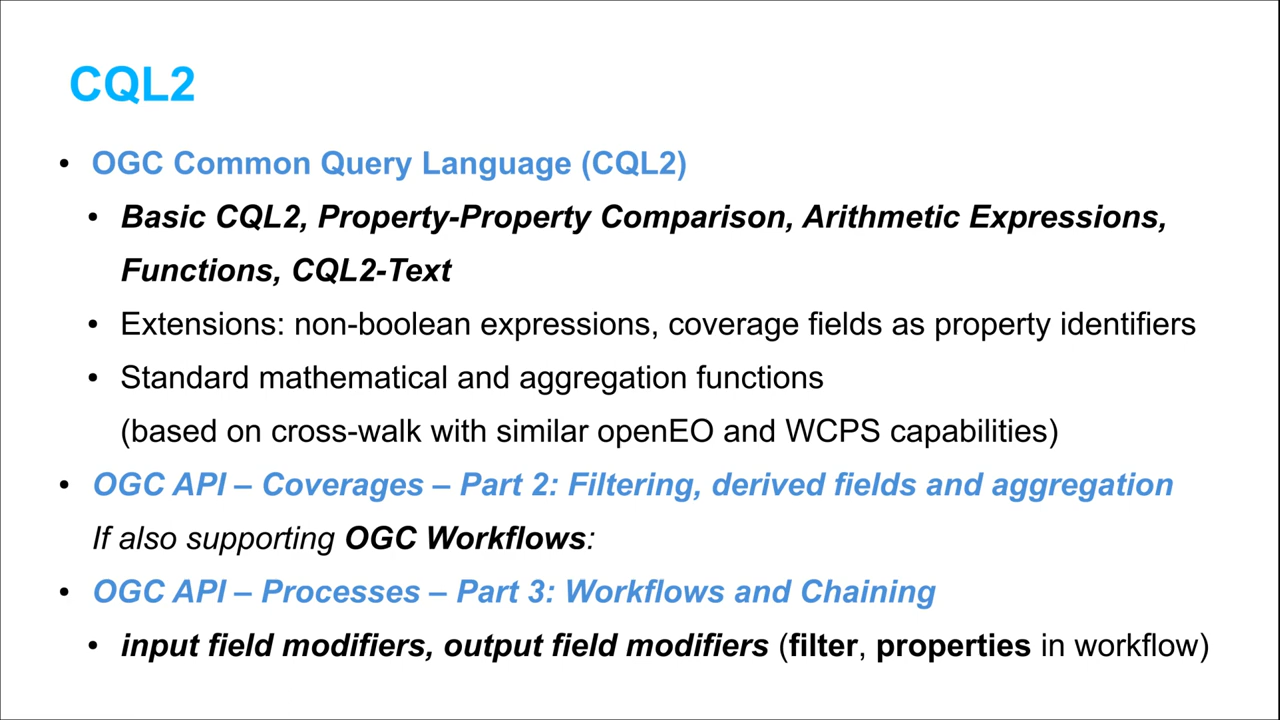 CQL2
• OGC Common Query Language (CQL2)
• Basic CQL2, Property-Property Comparison, Arithmetic Expressions,
Functions, CQL2-Text
• Extensions: non-boolean expressions, coverage fields as property identifiers
• Standard mathematical and aggregation functions
(based on cross-walk with similar openEO and WCPS capabilities)
• OGC API – Coverages – Part 2: Filtering, derived fields and aggregation
If also supporting OGC Workflows:
• OGC API – Processes – Part 3: Workflows and Chaining
• input field modifiers, output field modifiers (filter, properties in workflow)